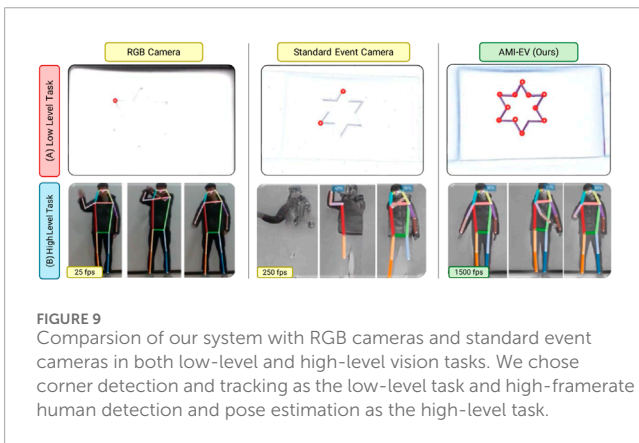 RGB Camera
Standard Event Camera
AMI-EV (Ours)
(A) Low Level Task
(B) High Level Task
25 fps
250 fps
1500 fps
FIGURE 9
Comparsion of our system with RGB cameras and standard event
cameras in both low-level and high-level vision tasks. We chose
corner detection and tracking as the low-level task and high-framerate
human detection and pose estimation as the high-level task.